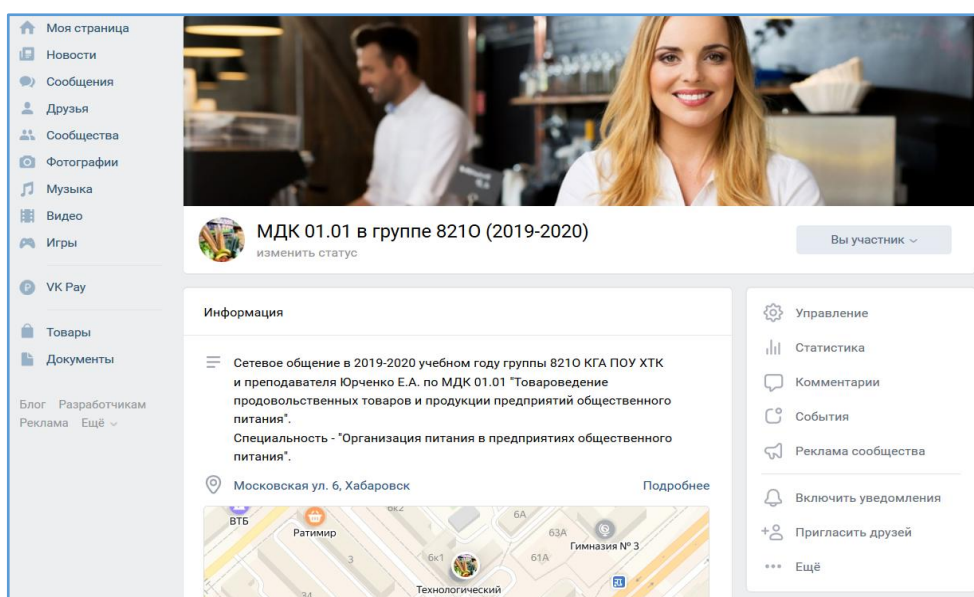 Моя страница
Новости
Сообщения
Друзья
Сообщества
Фотографии
Музыка
Видео
Игры
VK Pay
Товары
Документы
Блог Разработчикам
Реклама Ещё
МДК 01.01 в группе 821О (2019-2020)
изменить статус
Вы участник
Информация
Сетевое общение в 2019-2020 учебном году группы 821О КГА ПОУ ХТК
и преподавателя Юрченко Е.А. по МДК 01.01 "Товароведение
продовольственных товаров и продукции предприятий общественного
питания".
Специальность - "Организация питания в предприятиях общественного
питания".
Московская ул. 6, Хабаровск
Подробнее
ВТБ
Ратимир
6к2
6А
63А
Гимназия № 3
3
6к1
61А
34
Технологический
Управление
Статистика
Комментарии
События
Реклама сообщества
Включить уведомления
Пригласить друзей
Ещё